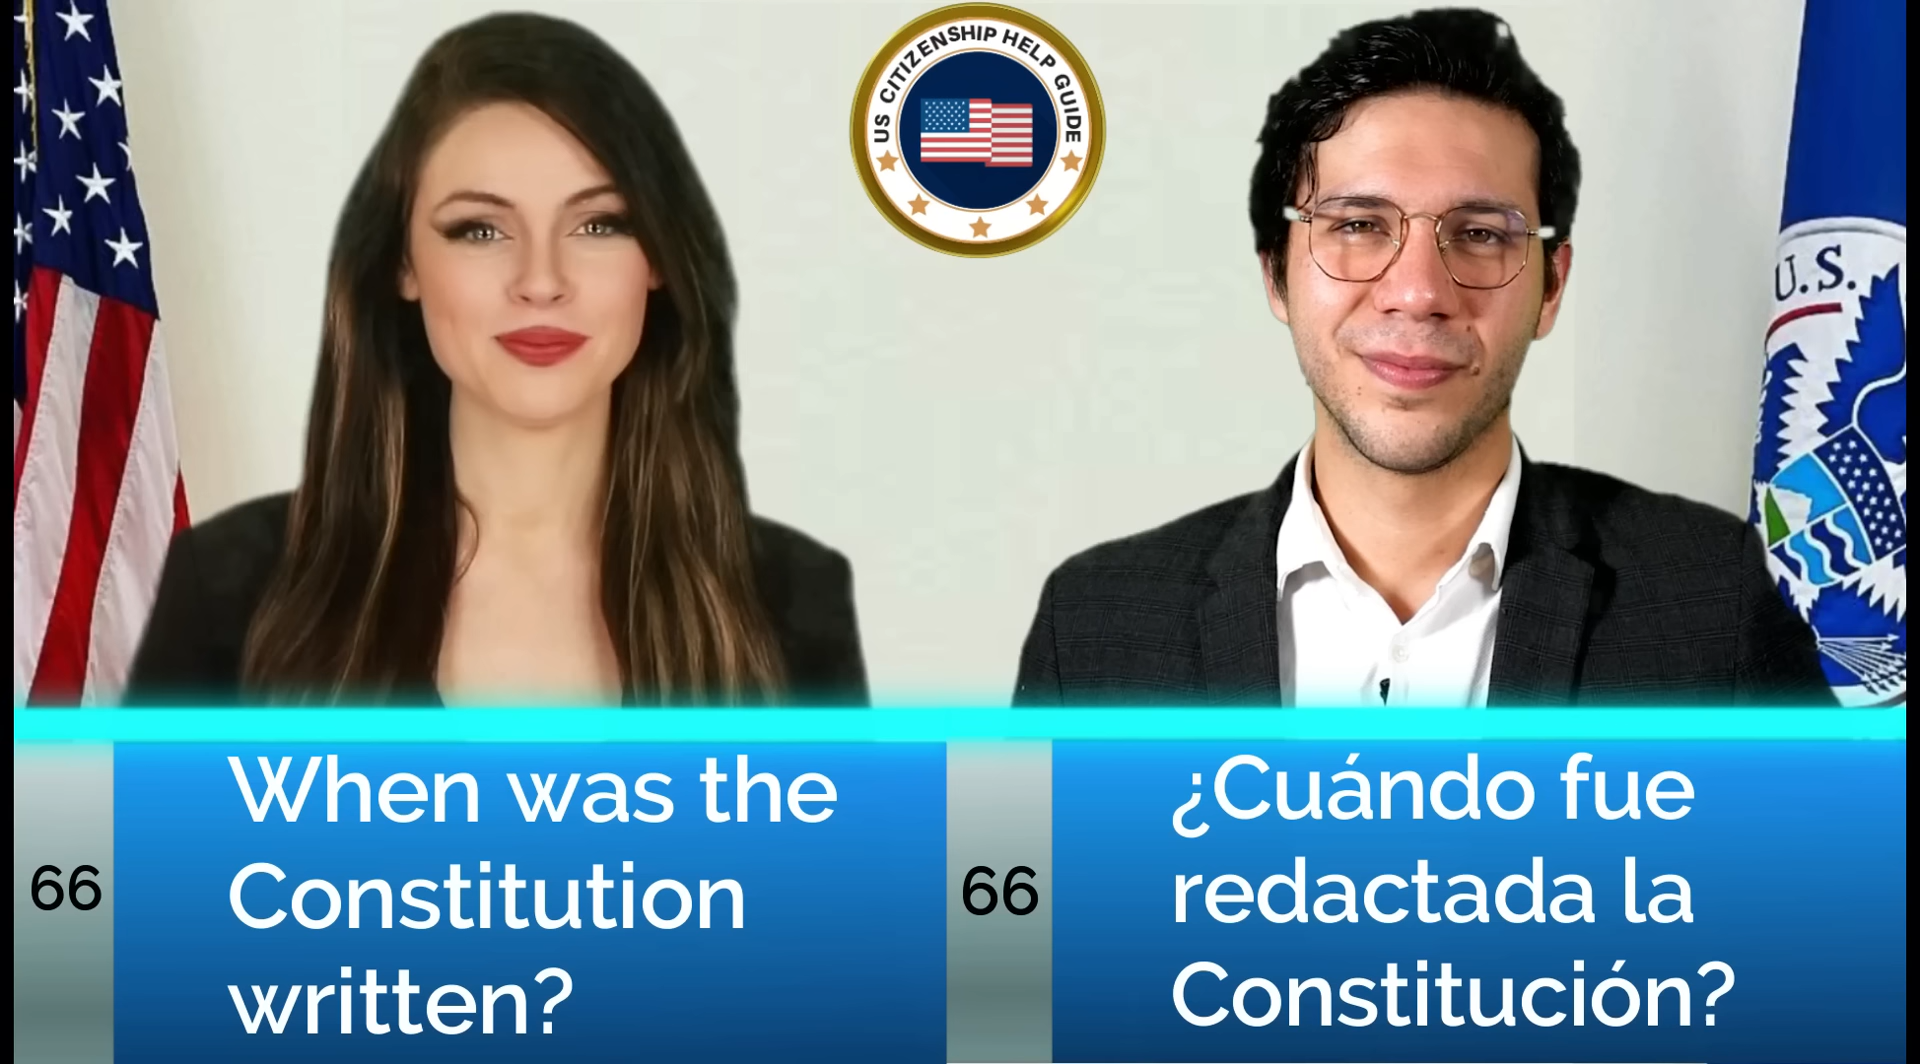 US CITIZENSHIP HELP GUIDE
U.S.
66
When was the
Constitution
written?
66
¿Cuándo fue
redactada la
Constitución?